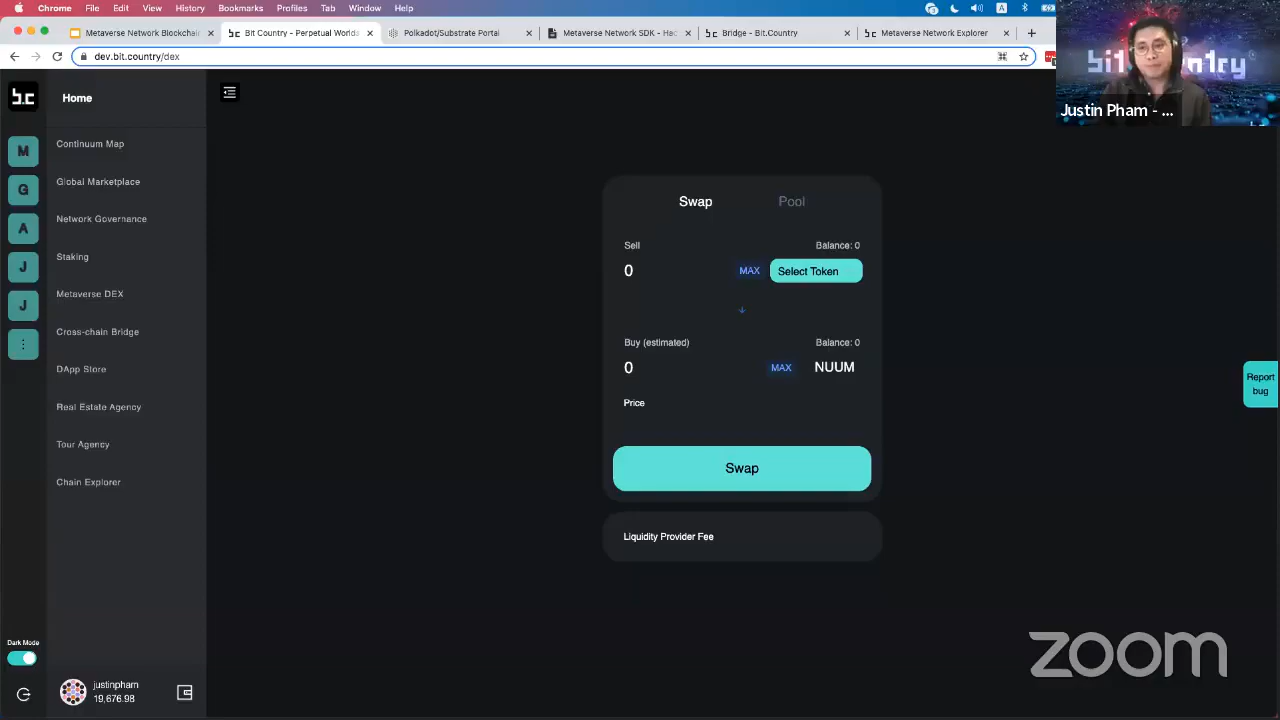 Chrome File Edit View History Bookmarks Profiles Tab Window Help
Metaverse Network Blockchain
Bit Country - Perpetual Worlds
Polkadot/Substrate Portal
Metaverse Network SDK - Hac
Bridge - Bit.Country
Metaverse Network Explorer
dev.bit.country/dex
b.c
Home
M
G
A
J
J
Continuum Map
Global Marketplace
Network Governance
Staking
Metaverse DEX
Cross-chain Bridge
DApp Store
Real Estate Agency
Tour Agency
Chain Explorer
Swap Pool
Sell Balance: 0
0 MAX Select Token
Buy (estimated) Balance: 0
0 MAX NUUM
Price
Swap
Liquidity Provider Fee
Report
bug
Dark Mode
justinpham
19,676.98
Justin Pham - ...
zoom